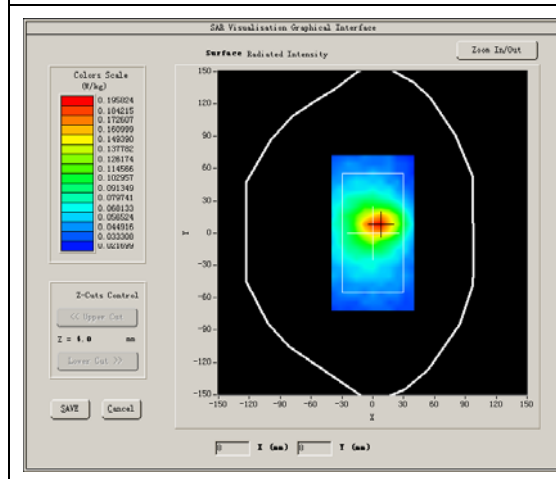 SAR Visualisation Graphical Interface
Surface Radiated Intensity
Zoom In/Out
Colors Scale
(W/kg)
0.195824
0.184215
0.172607
0.160999
0.149390
0.137782
0.126174
0.114566
0.102957
0.091349
0.079741
0.068133
0.056524
0.044916
0.033308
0.021699
150
120
90
60
30
0
-30
-60
-90
-120
-150
Y
-150 -120 -90 -60 -30 0 30 60 90 120 150
X
Z-Cuts Control
<< Upper Cut
Z = 4.0 mm
Lower Cut >>
SAVE Cancel
0 X (mm) 0 Y (mm)